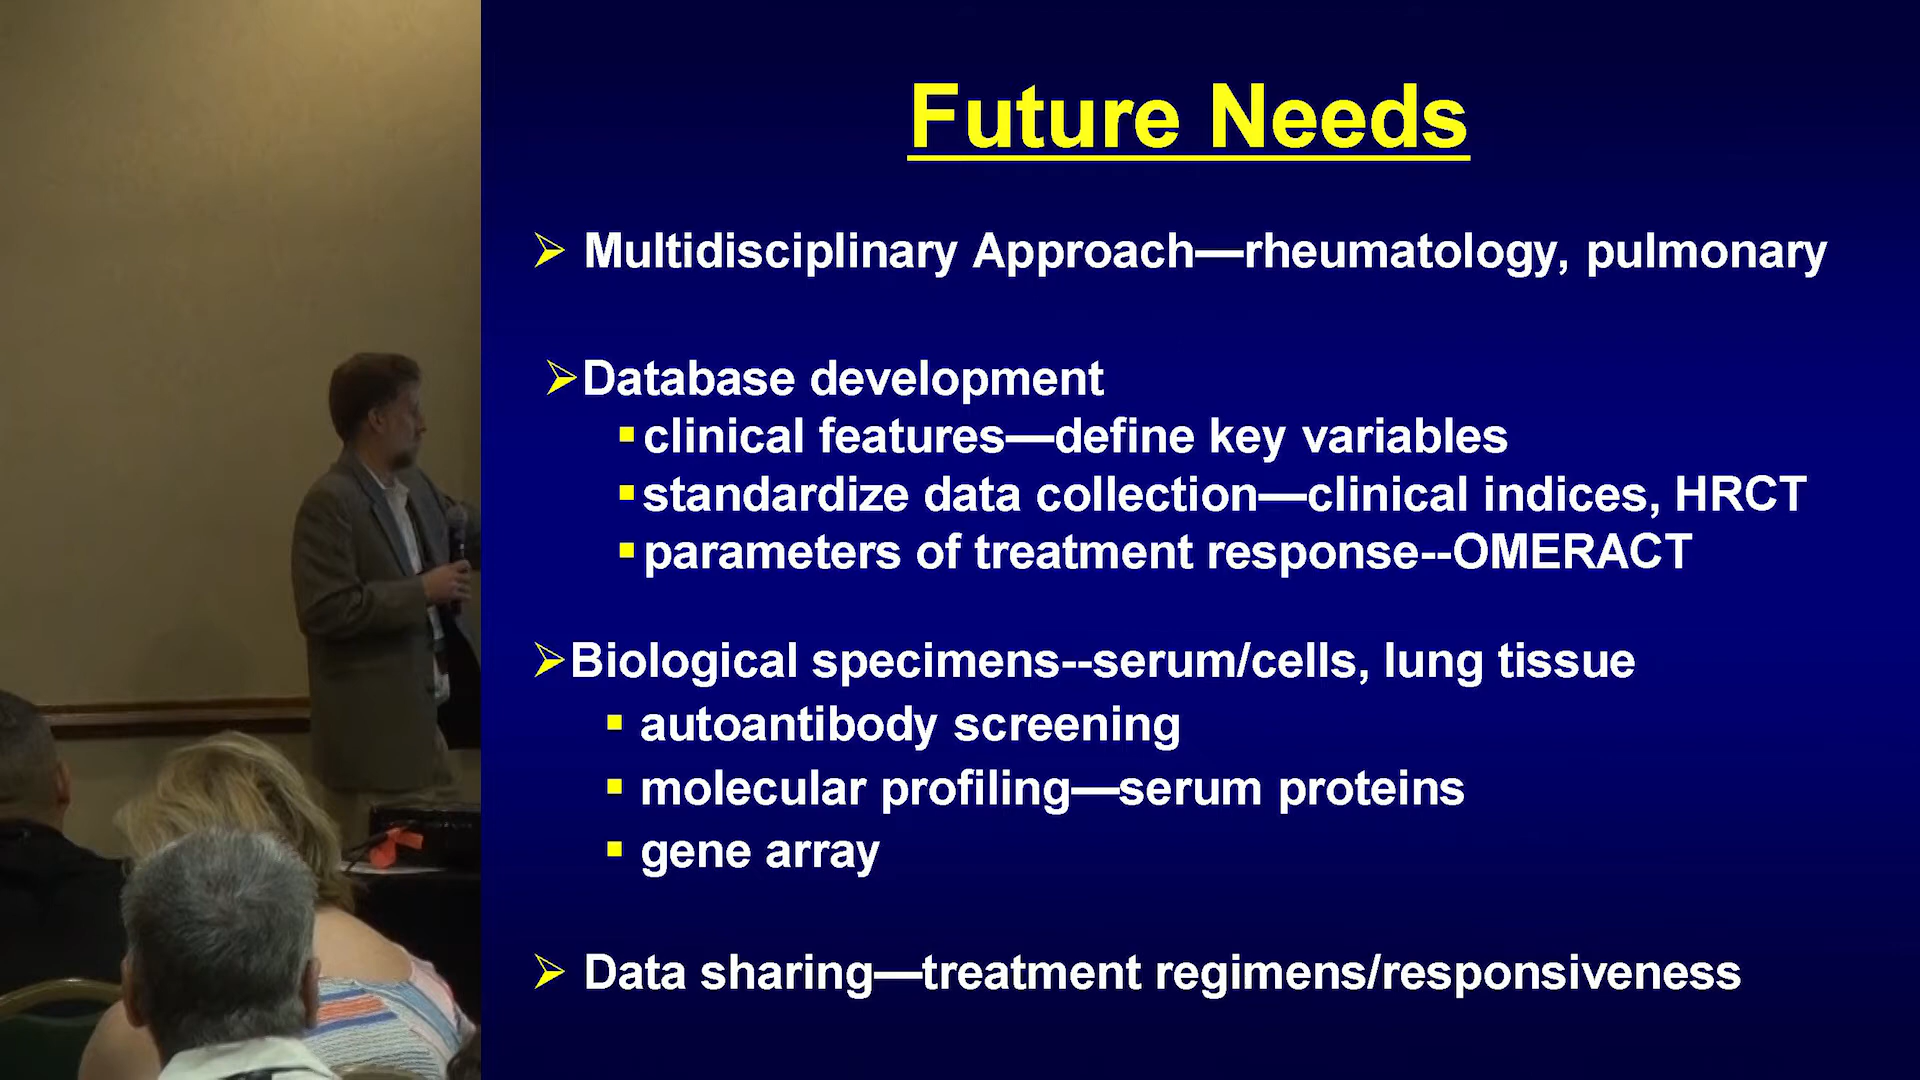 Future Needs
Multidisciplinary Approach—rheumatology, pulmonary
Database development
clinical features—define key variables
standardize data collection—clinical indices, HRCT
parameters of treatment response--OMERACT
Biological specimens--serum/cells, lung tissue
autoantibody screening
molecular profiling—serum proteins
gene array
Data sharing—treatment regimens/responsiveness